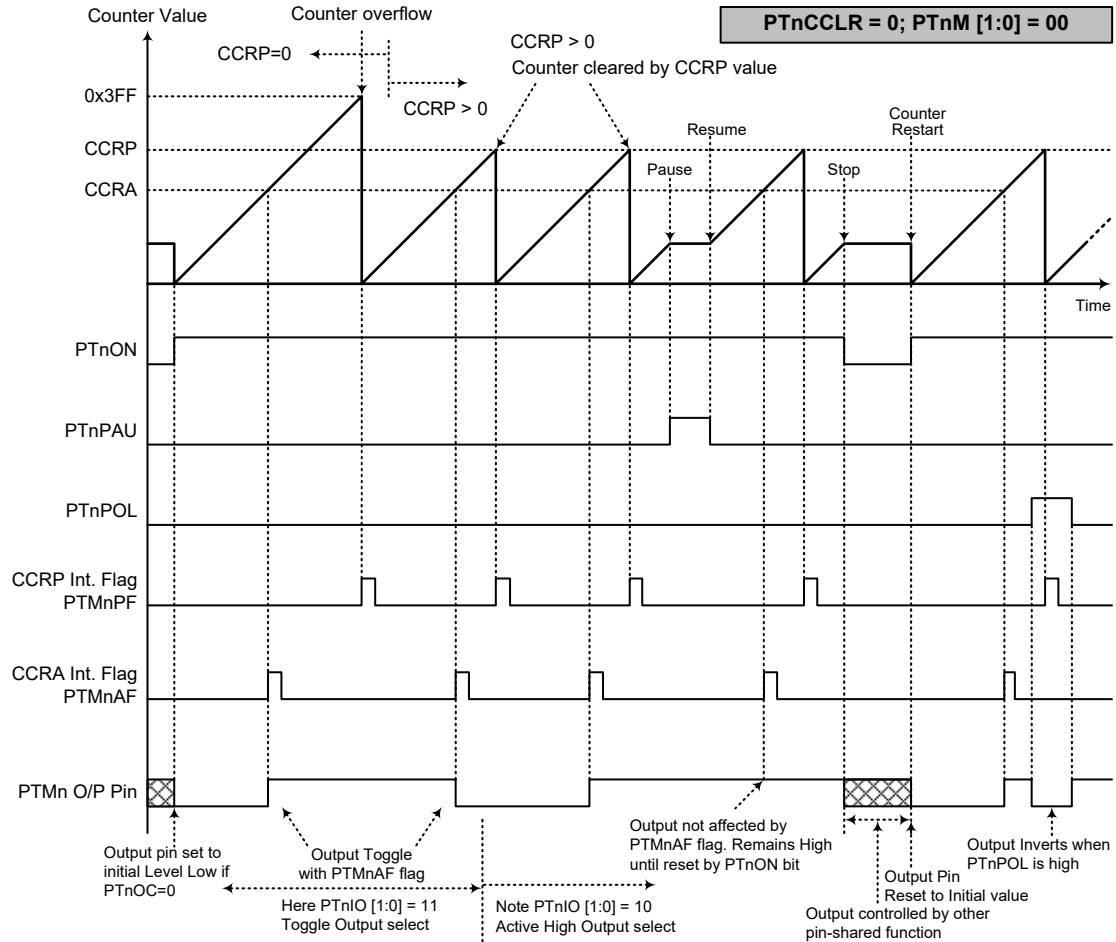 Counter Value
Counter overflow
PTnCCLR = 0; PTnM [1:0] = 00
CCRP=0
CCRP > 0
CCRP > 0
Counter cleared by CCRP value
0x3FF
CCRP
CCRA
Pause
Resume
Stop
Counter
Restart
Time
PTnON
PTnPAU
PTnPOL
CCRP Int. Flag
PTMnPF
CCRA Int. Flag
PTMnAF
PTMn O/P Pin
Output pin set to
initial Level Low if
PTnOC=0
Output Toggle
with PTMnAF flag
Here PTnIO [1:0] = 11
Toggle Output select
Note PTnIO [1:0] = 10
Active High Output select
Output not affected by
PTMnAF flag. Remains High
until reset by PTnON bit
Output Inverts when
PTnPOL is high
Output Pin
Reset to Initial value
Output controlled by other
pin-shared function